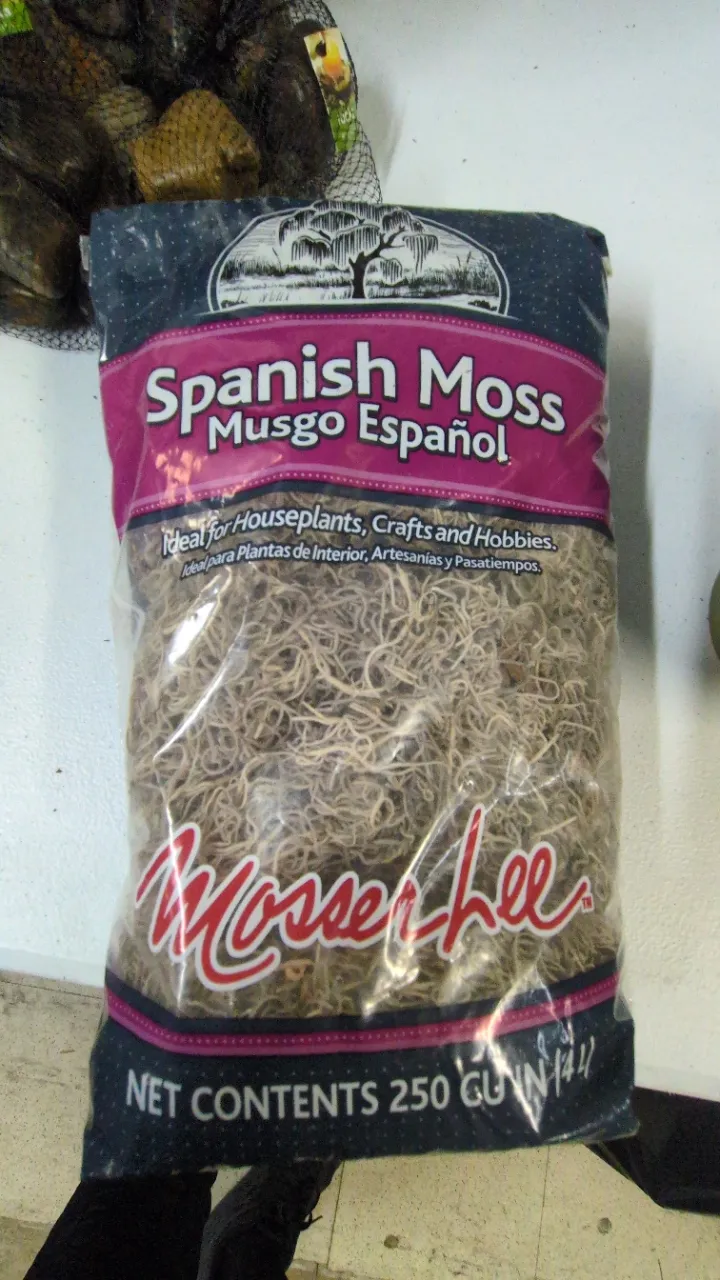 Spanish Moss
Musgo Español
Ideal for Houseplants, Crafts and Hobbies.
Ideal para Plantas de Interior, Artesanías y Pasatiempos.
Mosser Lee™
NET CONTENTS 250 CU IN